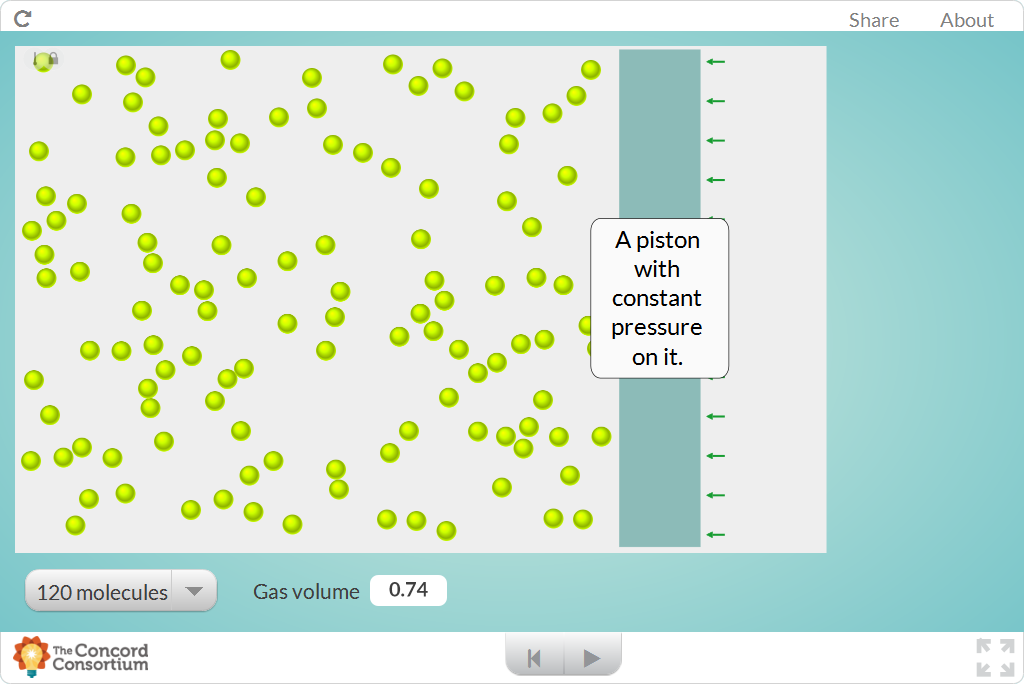 Share About
A piston
with
constant
pressure
on it.
120 molecules Gas volume 0.74
The Concord
Consortium